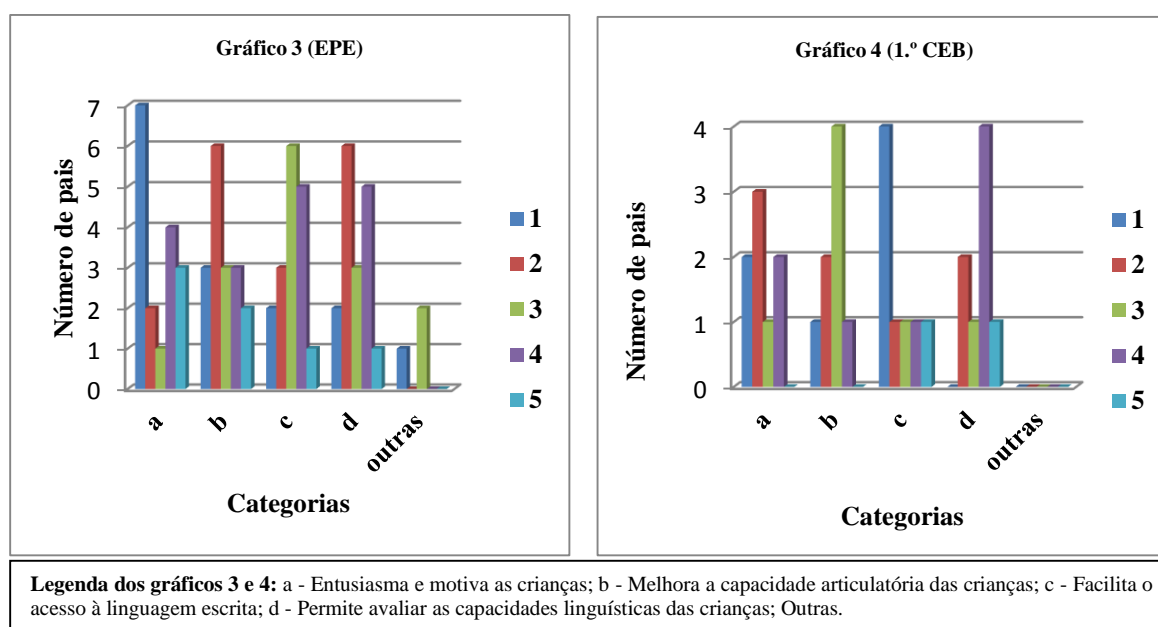 Gráfico 3 (EPE)
Número de pais
7
6
5
4
3
2
1
0
a
b
c
d
outras
Categorias
1
2
3
4
5
Gráfico 4 (1.º CEB)
Número de pais
4
3
2
1
0
a
b
c
d
outras
Categorias
1
2
3
4
5
Legenda dos gráficos 3 e 4: a - Entusiasma e motiva as crianças; b - Melhora a capacidade articulatória das crianças; c - Facilita o
acesso à linguagem escrita; d - Permite avaliar as capacidades linguísticas das crianças; Outras.